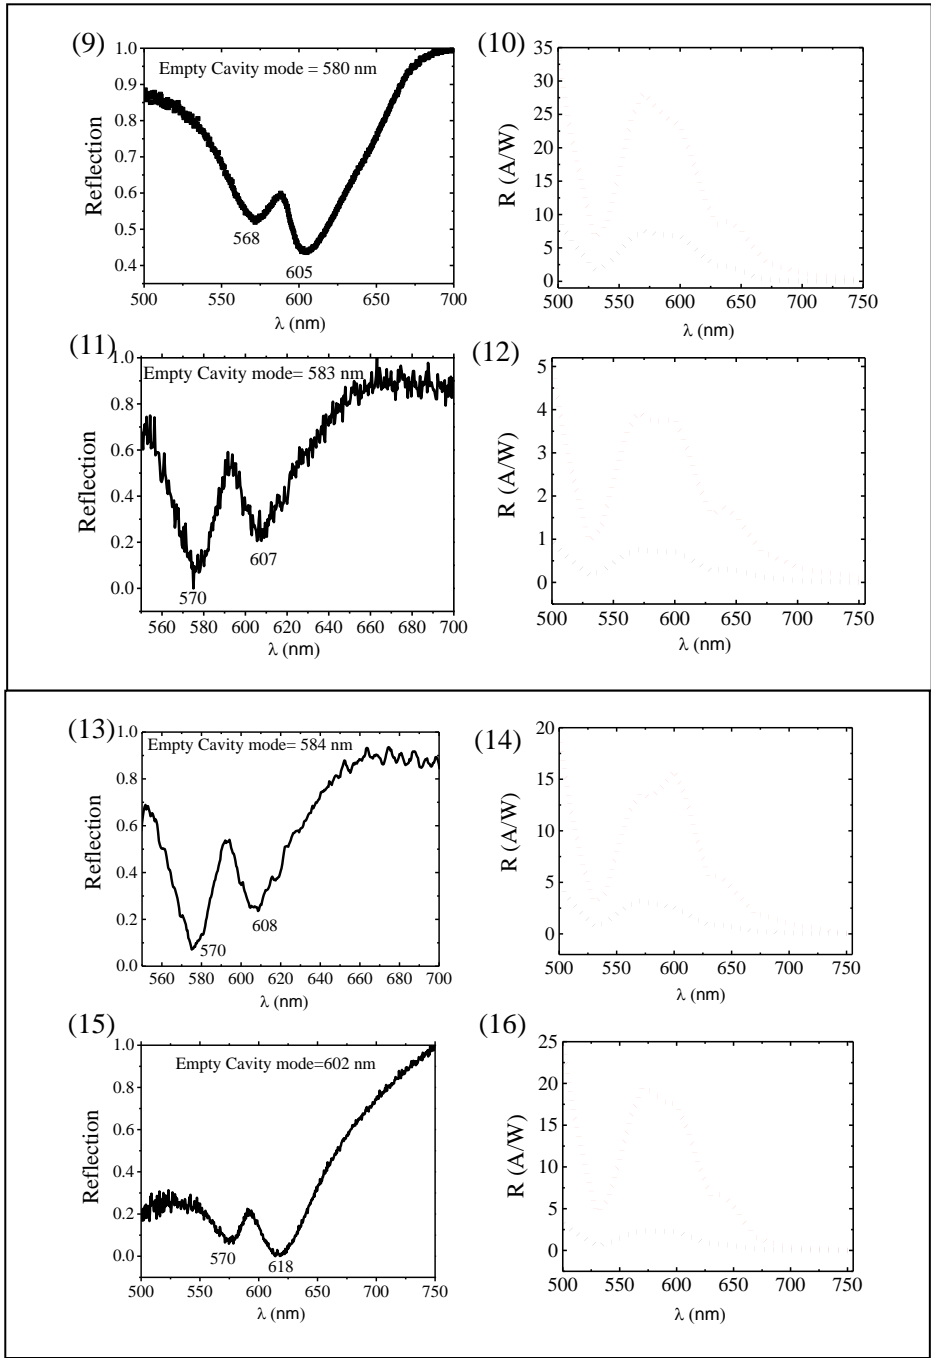 (9)
Empty Cavity mode = 580 nm
Reflection
1.0
0.9
0.8
0.7
0.6
0.5
0.4
568
605
500 550 600 650 700
λ (nm)
(10)
R (A/W)
35
30
25
20
15
10
5
0
500 550 600 650 700 750
λ (nm)
(11)
Empty Cavity mode= 583 nm
Reflection
1.0
0.8
0.6
0.4
0.2
0.0
570
607
560 580 600 620 640 660 680 700
λ (nm)
(12)
R (A/W)
5
4
3
2
1
0
500 550 600 650 700 750
λ (nm)
(13)
Empty Cavity mode= 584 nm
Reflection
1.0
0.8
0.6
0.4
0.2
0.0
570
608
560 580 600 620 640 660 680 700
λ (nm)
(14)
R (A/W)
20
15
10
5
0
500 550 600 650 700 750
λ (nm)
(15)
Empty Cavity mode=602 nm
Reflection
1.0
0.8
0.6
0.4
0.2
0.0
570
618
500 550 600 650 700 750
λ (nm)
(16)
R (A/W)
25
20
15
10
5
0
500 550 600 650 700 750
λ (nm)